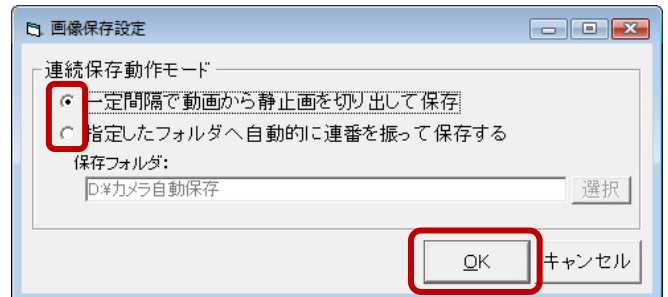 画像保存設定
連続保存動作モード
一定間隔で動画から静止画を切り出して保存
指定したフォルダへ自動的に連番を振って保存する
保存フォルダ:
D:¥カメラ自動保存
選択
OK
キャンセル